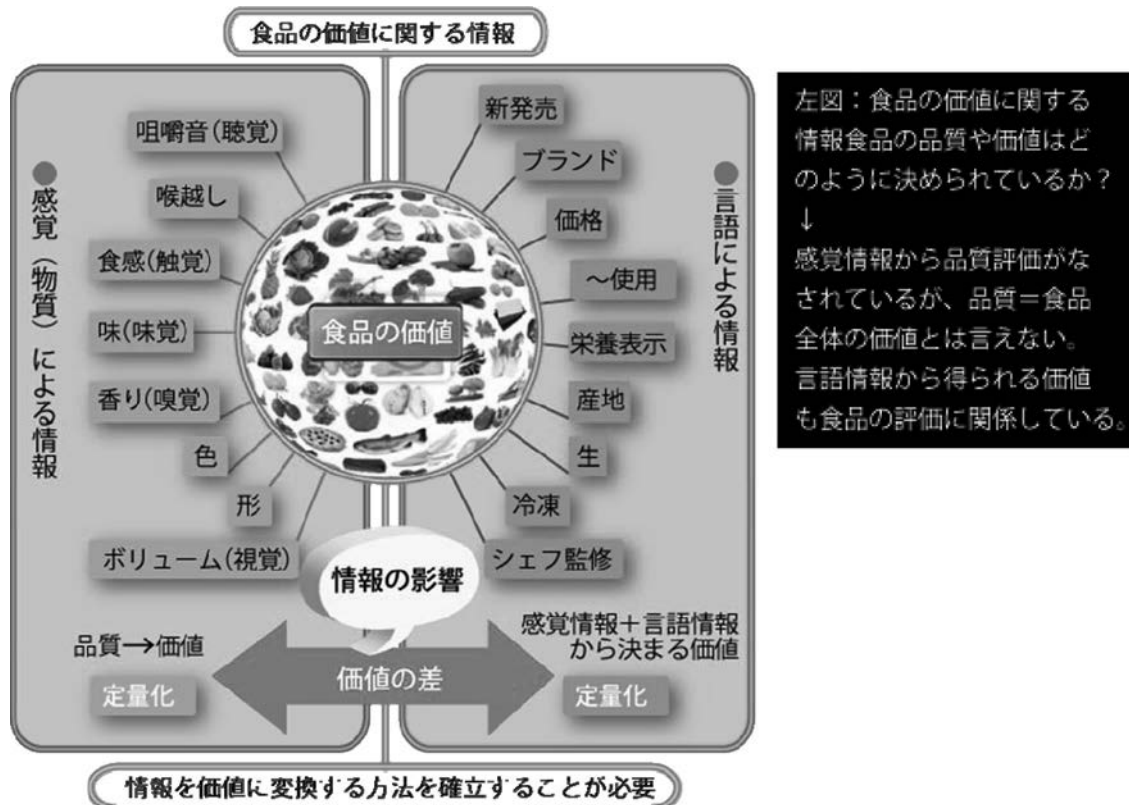 食品の価値に関する情報
●感覚（物質）による情報
咀嚼音(聴覚)
喉越し
食感(触覚)
味(味覚)
香り(嗅覚)
色
形
ボリューム(視覚)
食品の価値
新発売
ブランド
価格
～使用
栄養表示
産地
生
冷凍
シェフ監修
●言語による情報
情報の影響
品質→価値
定量化
価値の差
感覚情報＋言語情報
から決まる価値
定量化
情報を価値に変換する方法を確立することが必要
左図：食品の価値に関する
情報食品の品質や価値はど
のように決められているか？
↓
感覚情報から品質評価がな
されているが、品質＝食品
全体の価値とは言えない。
言語情報から得られる価値
も食品の評価に関係している。